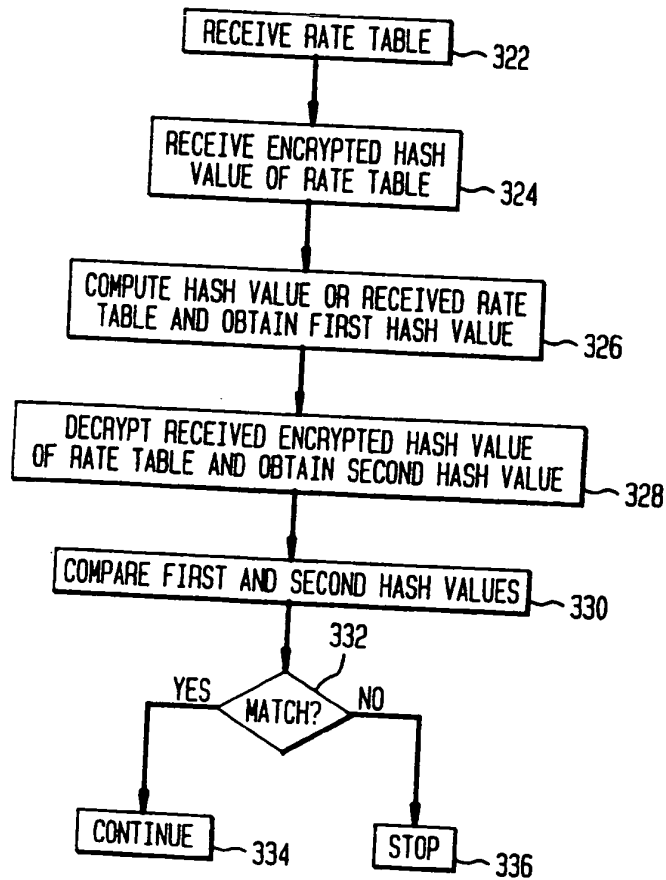 RECEIVE RATE TABLE
322
RECEIVE ENCRYPTED HASH
VALUE OF RATE TABLE
324
COMPUTE HASH VALUE OR RECEIVED RATE
TABLE AND OBTAIN FIRST HASH VALUE
326
DECRYPT RECEIVED ENCRYPTED HASH VALUE
OF RATE TABLE AND OBTAIN SECOND HASH VALUE
328
COMPARE FIRST AND SECOND HASH VALUES
330
332
YES
MATCH?
NO
CONTINUE
334
STOP
336